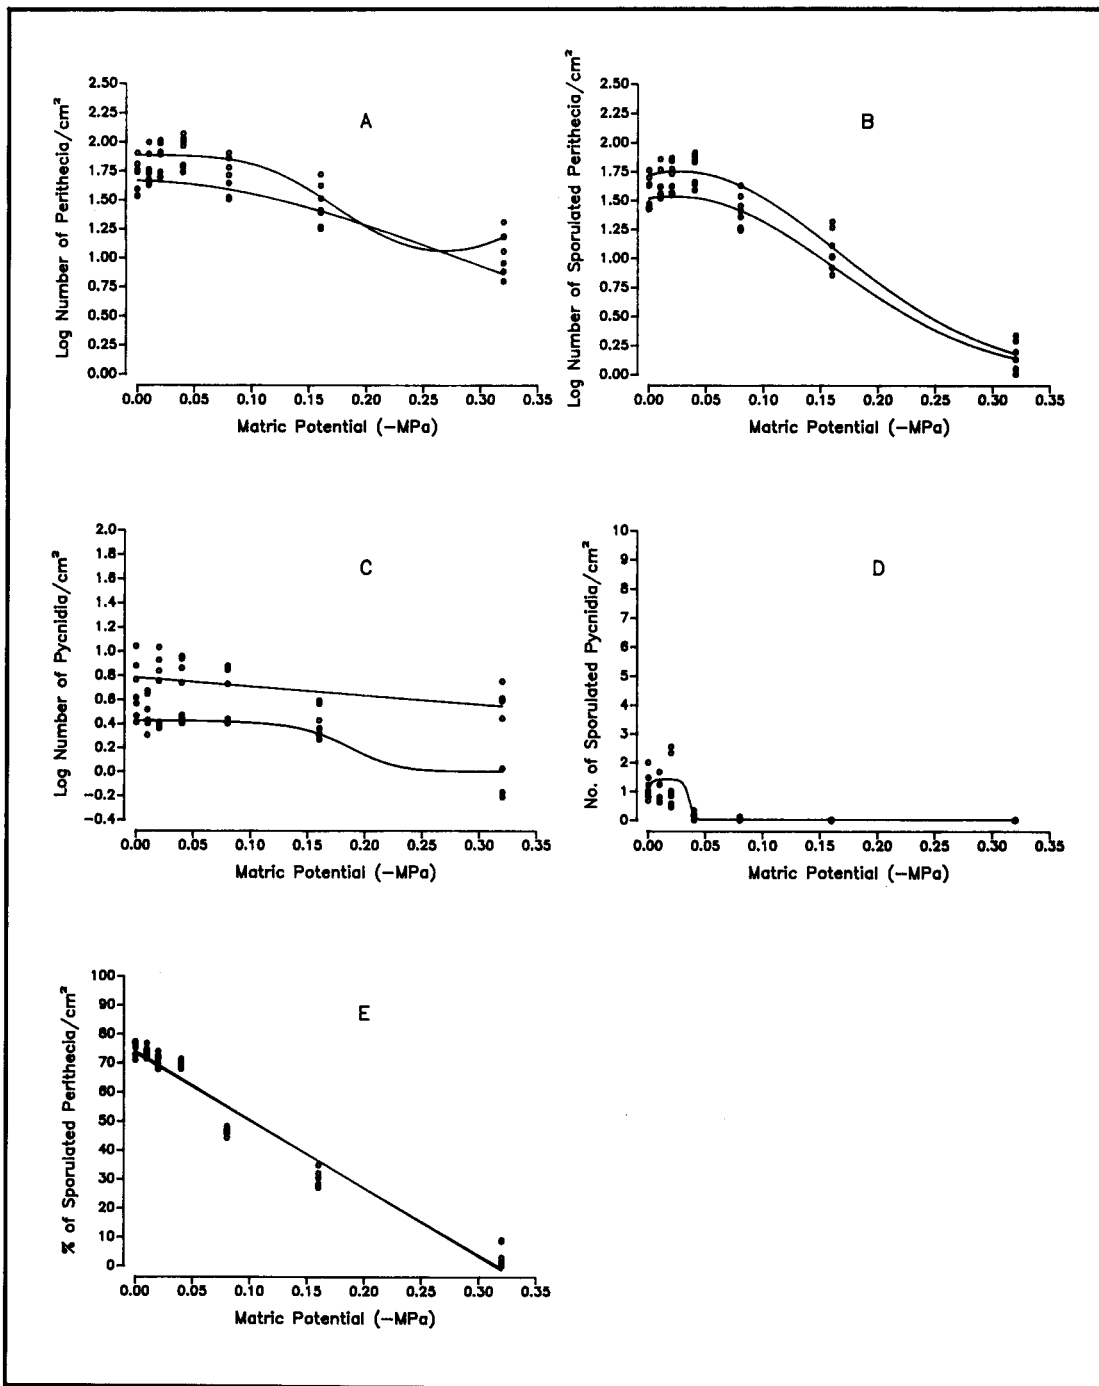 A
Log Number of Perithecia/cm²
2.50
2.25
2.00
1.75
1.50
1.25
1.00
0.75
0.50
0.25
0.00
0.00 0.05 0.10 0.15 0.20 0.25 0.30 0.35
Matric Potential (−MPa)
B
Log Number of Sporulated Perithecia/cm²
2.50
2.25
2.00
1.75
1.50
1.25
1.00
0.75
0.50
0.25
0.00
0.00 0.05 0.10 0.15 0.20 0.25 0.30 0.35
Matric Potential (−MPa)
C
Log Number of Pycnidia/cm²
2.0
1.8
1.6
1.4
1.2
1.0
0.8
0.6
0.4
0.2
0.0
−0.2
−0.4
0.00 0.05 0.10 0.15 0.20 0.25 0.30 0.35
Matric Potential (−MPa)
D
No. of Sporulated Pycnidia/cm²
10
9
8
7
6
5
4
3
2
1
0
0.00 0.05 0.10 0.15 0.20 0.25 0.30 0.35
Matric Potential (−MPa)
E
% of Sporulated Perithecia/cm²
100
90
80
70
60
50
40
30
20
10
0
0.00 0.05 0.10 0.15 0.20 0.25 0.30 0.35
Matric Potential (−MPa)